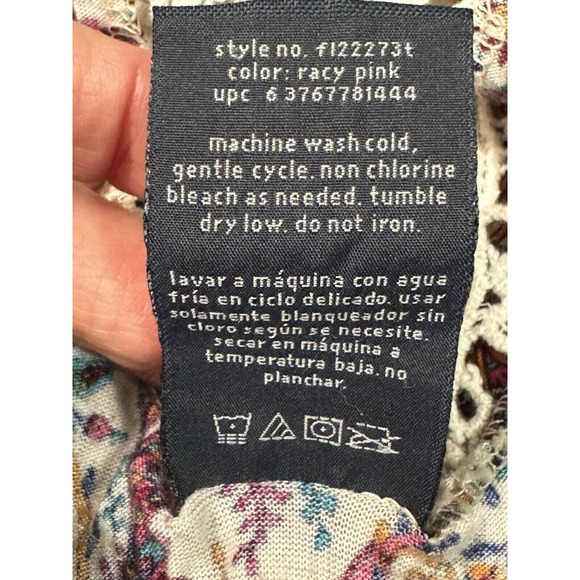 style no. fl22273t
color: racy pink
upc 6 3767781444
machine wash cold,
gentle cycle. non chlorine
bleach as needed. tumble
dry low. do not iron.
lavar a máquina con agua
fría en ciclo delicado. usar
solamente blanqueador sin
cloro según se necesite.
secar en máquina a
temperatura baja. no
planchar.